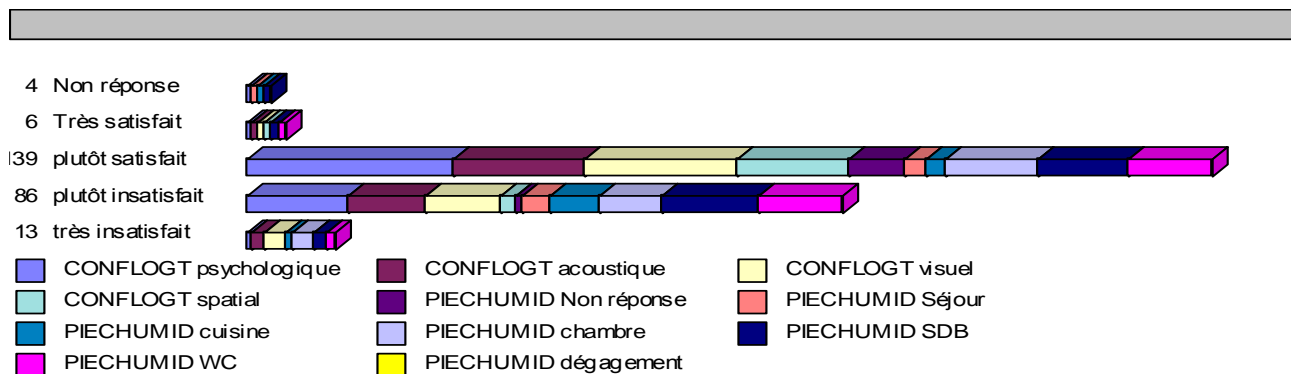 4 Non réponse
6 Très satisfait
139 plutôt satisfait
86 plutôt insatisfait
13 très insatisfait
CONFLOGT psychologique CONFLOGT acoustique CONFLOGT visuel
CONFLOGT spatial PIECHUMID Non réponse PIECHUMID Séjour
PIECHUMID cuisine PIECHUMID chambre PIECHUMID SDB
PIECHUMID WC PIECHUMID dégagement